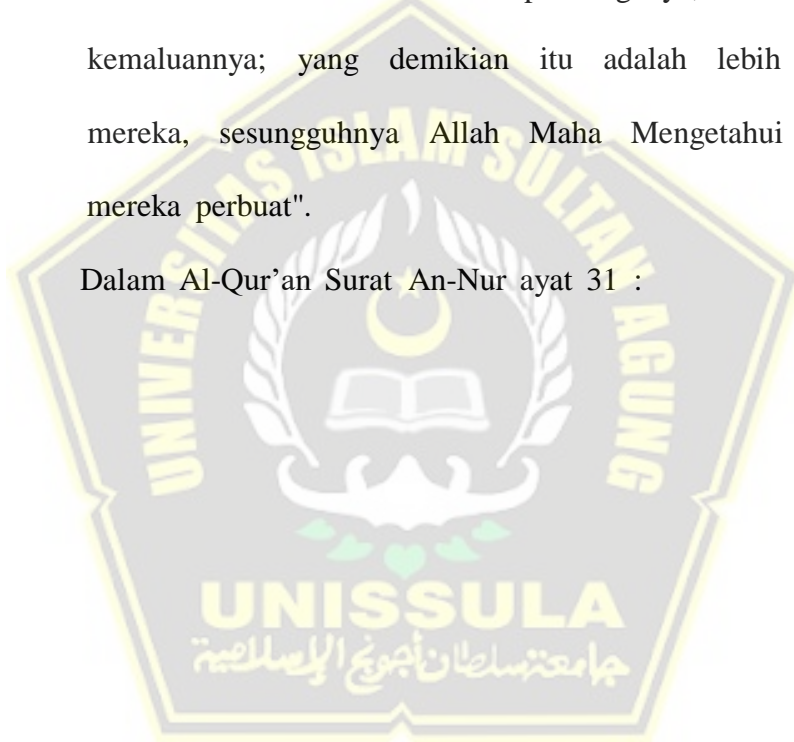 kemaluannya; yang demikian itu adalah lebih
mereka, sesungguhnya Allah Maha Mengetahui
mereka perbuat".
Dalam Al-Qur'an Surat An-Nur ayat 31 :
UNIVERSITAS ISLAM SULTAN AGUNG
UNISSULA
جامعة سلطان أجونج الإسلامية